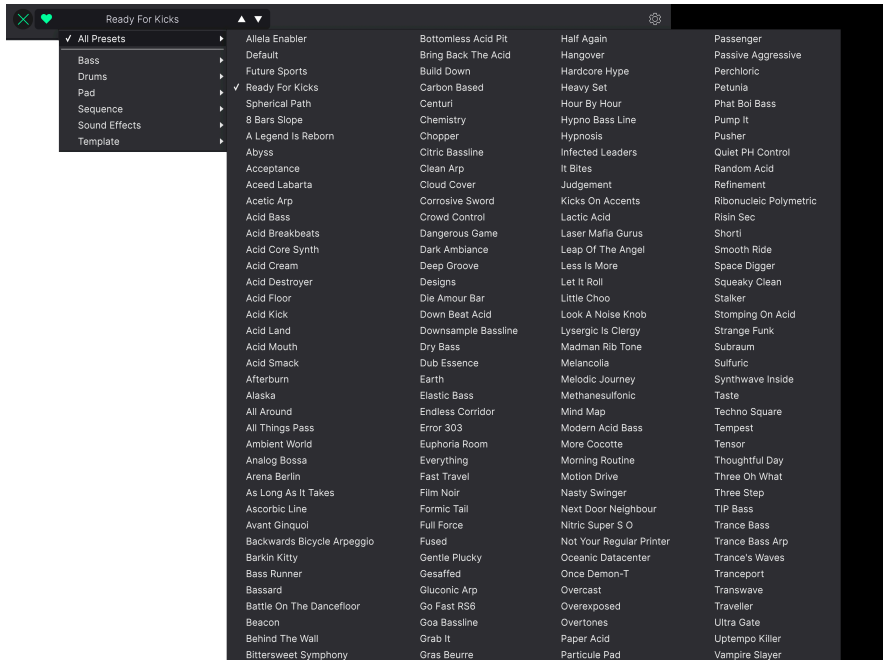 Ready For Kicks
All Presets
Bass
Drums
Pad
Sequence
Sound Effects
Template
Allela Enabler
Default
Future Sports
Ready For Kicks
Spherical Path
8 Bars Slope
A Legend Is Reborn
Abyss
Acceptance
Aceed Labarta
Acetic Arp
Acid Bass
Acid Breakbeats
Acid Core Synth
Acid Cream
Acid Destroyer
Acid Floor
Acid Kick
Acid Land
Acid Mouth
Acid Smack
Afterburn
Alaska
All Around
All Things Pass
Ambient World
Analog Bossa
Arena Berlin
As Long As It Takes
Ascorbic Line
Avant Ginquoi
Backwards Bicycle Arpeggio
Barkin Kitty
Bass Runner
Bassard
Battle On The Dancefloor
Beacon
Behind The Wall
Bittersweet Symphony
Bottomless Acid Pit
Bring Back The Acid
Build Down
Carbon Based
Centuri
Chemistry
Chopper
Citric Bassline
Clean Arp
Cloud Cover
Corrosive Sword
Crowd Control
Dangerous Game
Dark Ambiance
Deep Groove
Designs
Die Amour Bar
Down Beat Acid
Downsample Bassline
Dry Bass
Dub Essence
Earth
Elastic Bass
Endless Corridor
Error 303
Euphoria Room
Everything
Fast Travel
Film Noir
Formic Tail
Full Force
Fused
Gentle Plucky
Gesaffed
Gluconic Arp
Go Fast RS6
Goa Bassline
Grab It
Gras Beurre
Half Again
Hangover
Hardcore Hype
Heavy Set
Hour By Hour
Hypno Bass Line
Hypnosis
Infected Leaders
It Bites
Judgement
Kicks On Accents
Lactic Acid
Laser Mafia Gurus
Leap Of The Angel
Less Is More
Let It Roll
Little Choo
Look A Noise Knob
Lysergic Is Clergy
Madman Rib Tone
Melancolia
Melodic Journey
Methanesulfonic
Mind Map
Modern Acid Bass
More Cocotte
Morning Routine
Motion Drive
Nasty Swinger
Next Door Neighbour
Nitric Super S O
Not Your Regular Printer
Oceanic Datacenter
Once Demon-T
Overcast
Overexposed
Overtones
Paper Acid
Particule Pad
Passenger
Passive Aggressive
Perchloric
Petunia
Phat Boi Bass
Pump It
Pusher
Quiet PH Control
Random Acid
Refinement
Ribonucleic Polymetric
Risin Sec
Shorti
Smooth Ride
Space Digger
Squeaky Clean
Stalker
Stomping On Acid
Strange Funk
Subraum
Sulfuric
Synthwave Inside
Taste
Techno Square
Tempest
Tensor
Thoughtful Day
Three Oh What
Three Step
TIP Bass
Trance Bass
Trance Bass Arp
Trance's Waves
Tranceport
Transwave
Traveller
Ultra Gate
Uptempo Killer
Vampire Slayer